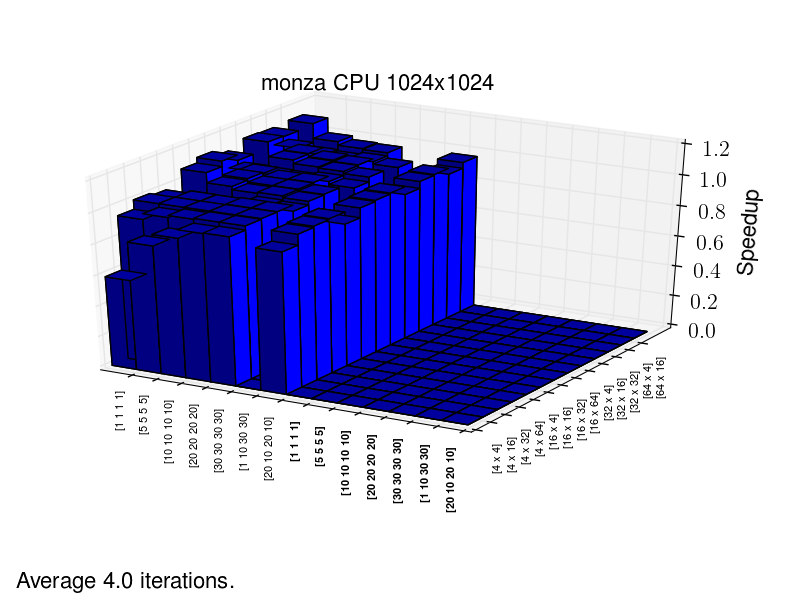 monza CPU 1024x1024
1.2
1.0
0.8
0.6
0.4
0.2
0.0
Speedup
[1 1 1 1]
[5 5 5 5]
[10 10 10 10]
[20 20 20 20]
[30 30 30 30]
[1 10 30 30]
[20 10 20 10]
[1 1 1 1]
[5 5 5 5]
[10 10 10 10]
[20 20 20 20]
[30 30 30 30]
[1 10 30 30]
[20 10 20 10]
[4 x 4]
[4 x 16]
[4 x 32]
[4 x 64]
[16 x 4]
[16 x 16]
[16 x 32]
[16 x 64]
[32 x 4]
[32 x 16]
[32 x 32]
[64 x 4]
[64 x 16]
Average 4.0 iterations.